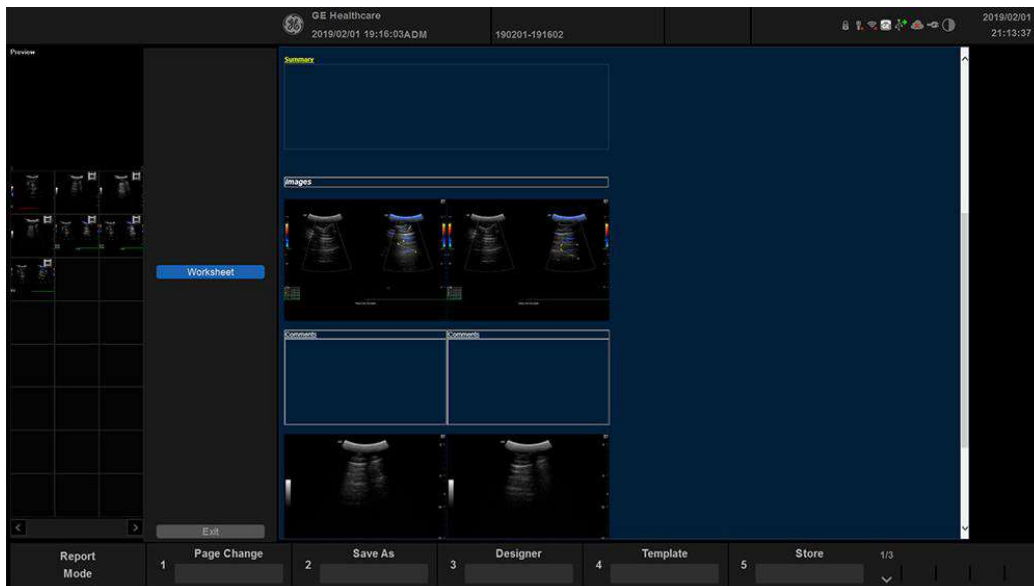 GE Healthcare
2019/02/01 19:16:03ADM
190201-191602
2019/02/01
21:13:37
Preview
Summary
Images
Worksheet
Comments
Comments
Exit
Report
Mode
1
Page Change
2
Save As
3
Designer
4
Template
5
Store
1/3